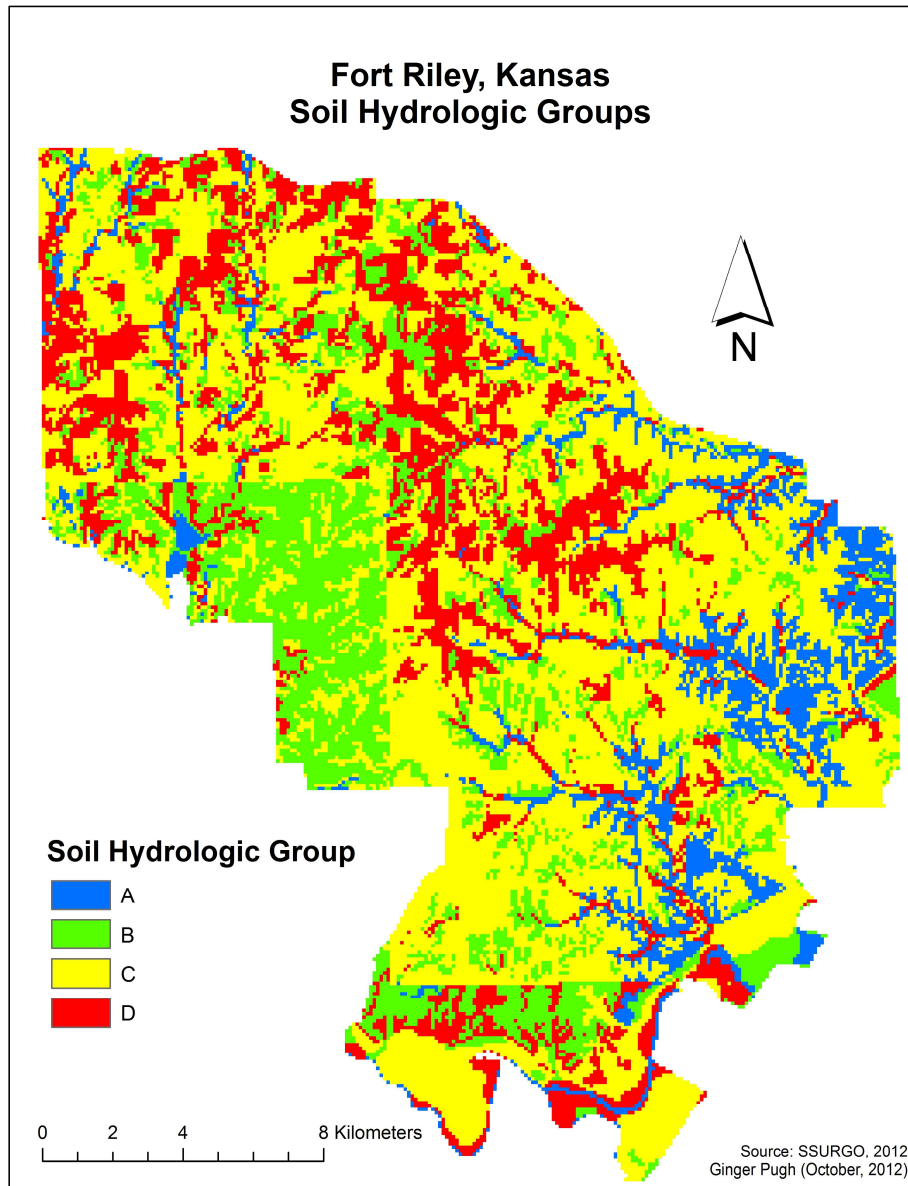 Fort Riley, Kansas
Soil Hydrologic Groups
N
Soil Hydrologic Group
A
B
C
D
0 2 4 8 Kilometers
Source: SSURGO, 2012
Ginger Pugh (October, 2012)